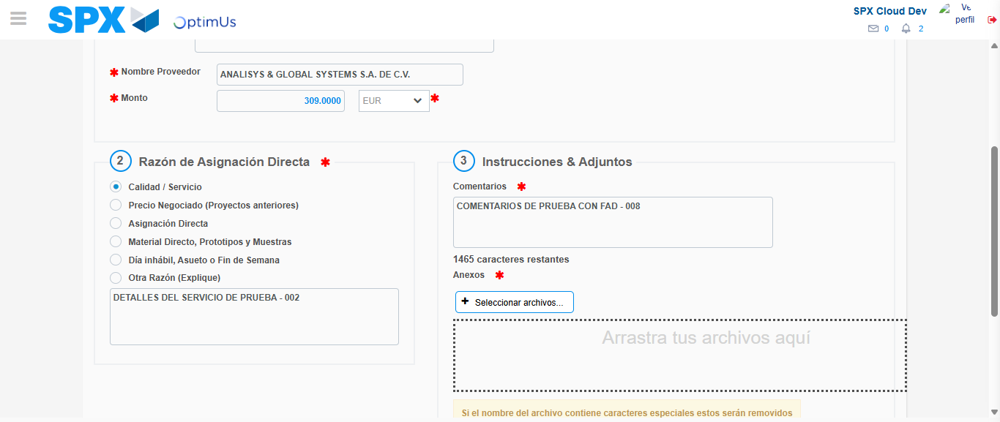 SPX
OptimUs
SPX Cloud Dev
0
2
Ve
perfil
Nombre Proveedor
ANALISYS & GLOBAL SYSTEMS S.A. DE C.V.
Monto
309.0000
EUR
2
Razón de Asignación Directa
Calidad / Servicio
Precio Negociado (Proyectos anteriores)
Asignación Directa
Material Directo, Prototipos y Muestras
Día inhábil, Asueto o Fin de Semana
Otra Razón (Explique)
DETALLES DEL SERVICIO DE PRUEBA - 002
3
Instrucciones & Adjuntos
Comentarios
COMENTARIOS DE PRUEBA CON FAD - 008
1465 caracteres restantes
Anexos
+ Seleccionar archivos...
Arrastra tus archivos aquí
Si el nombre del archivo contiene caracteres especiales estos serán removidos